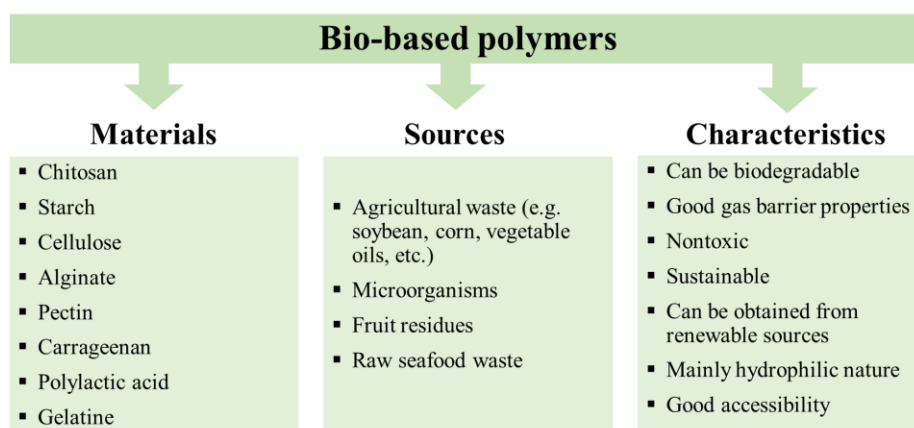 Bio-based polymers
Materials
▪ Chitosan
▪ Starch
▪ Cellulose
▪ Alginate
▪ Pectin
▪ Carrageenan
▪ Polylactic acid
▪ Gelatine
Sources
▪ Agricultural waste (e.g.
soybean, corn, vegetable
oils, etc.)
▪ Microorganisms
▪ Fruit residues
▪ Raw seafood waste
Characteristics
▪ Can be biodegradable
▪ Good gas barrier properties
▪ Nontoxic
▪ Sustainable
▪ Can be obtained from
renewable sources
▪ Mainly hydrophilic nature
▪ Good accessibility